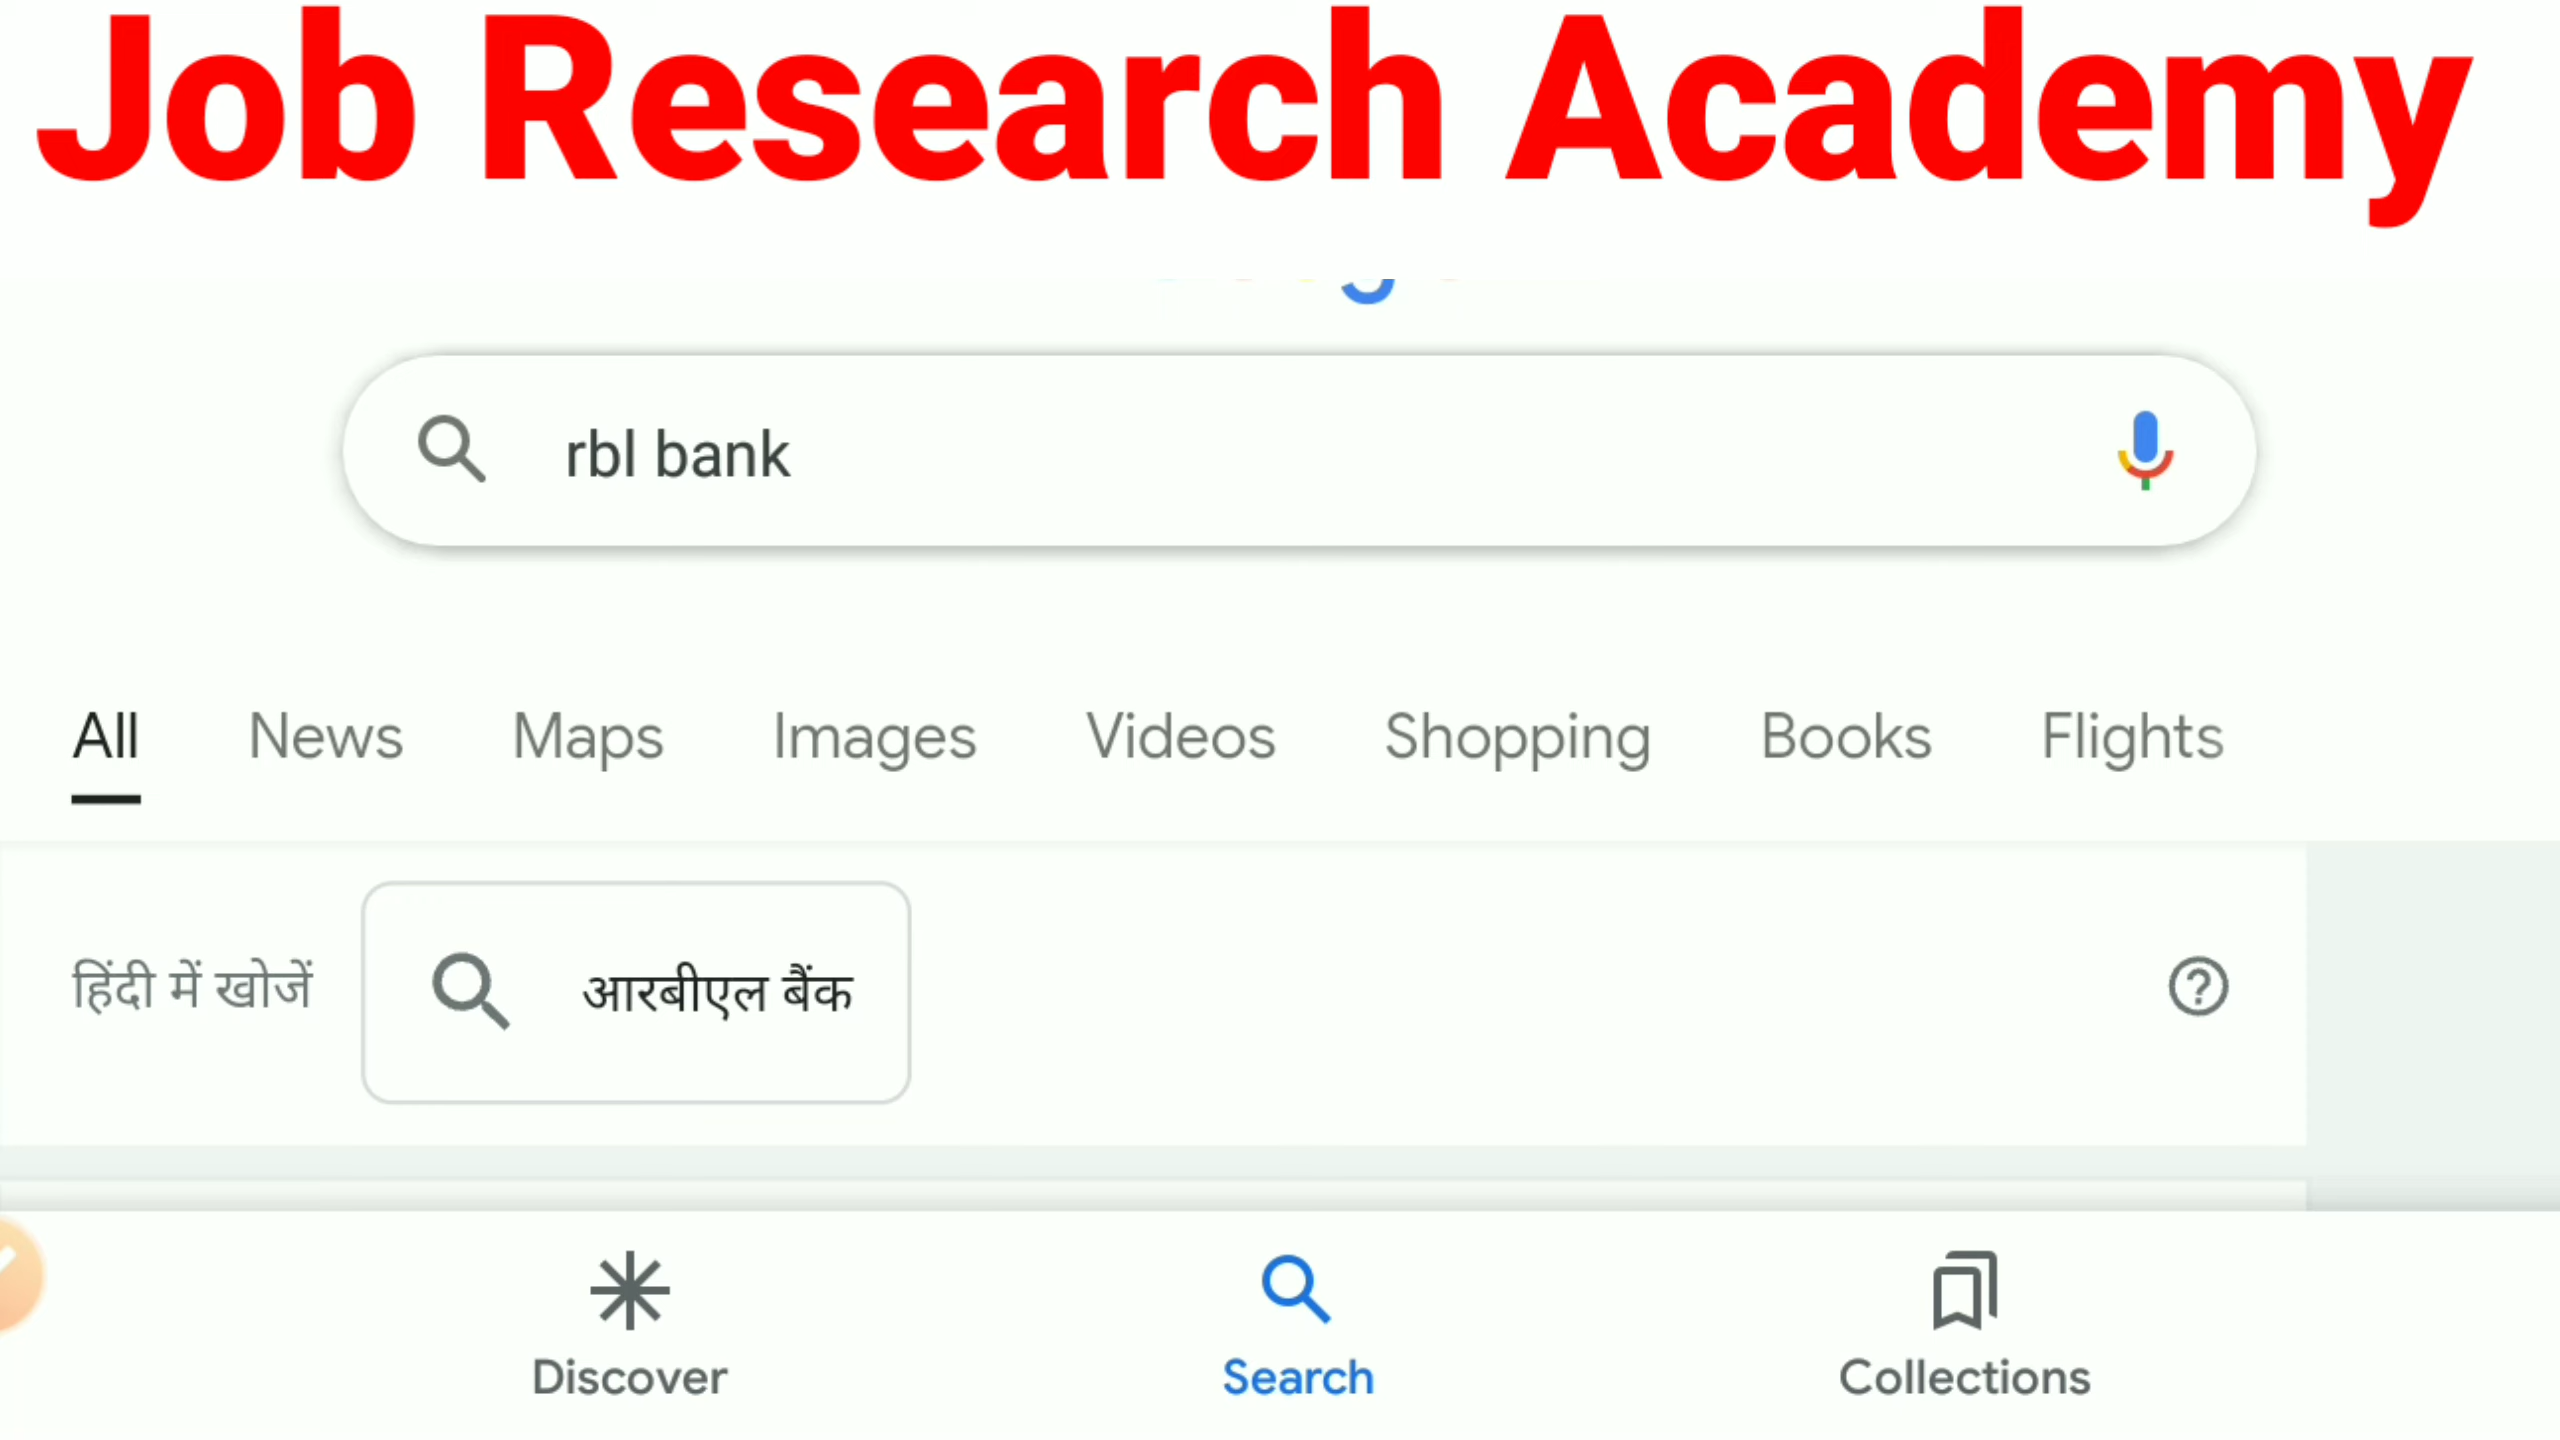 Job Research Academy
rbl bank
All News Maps Images Videos Shopping Books Flights
हिंदी में खोजें आरबीएल बैंक
Discover Search Collections